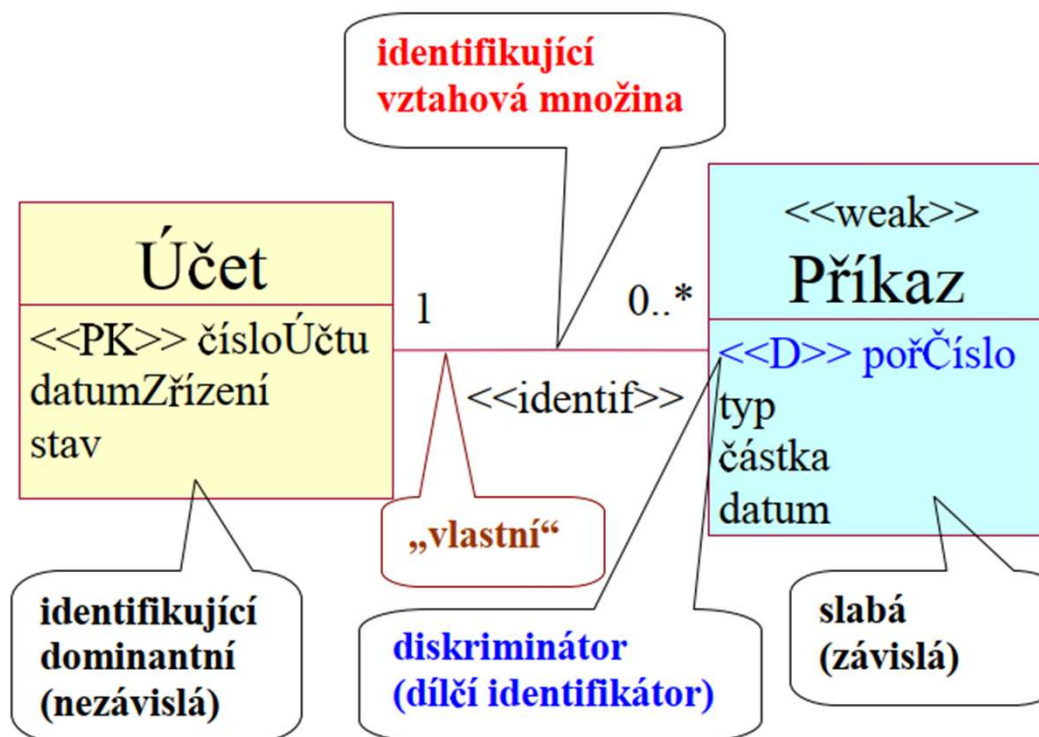 identifikující
vztahová množina
Účet
<<PK>> čísloÚčtu
datumZřízení
stav
1
0..*
<<identif>>
<<weak>>
Příkaz
<<D>> pořČíslo
typ
částka
datum
„vlastní“
identifikující
dominantní
(nezávislá)
diskriminátor
(dílčí identifikátor)
slabá
(závislá)